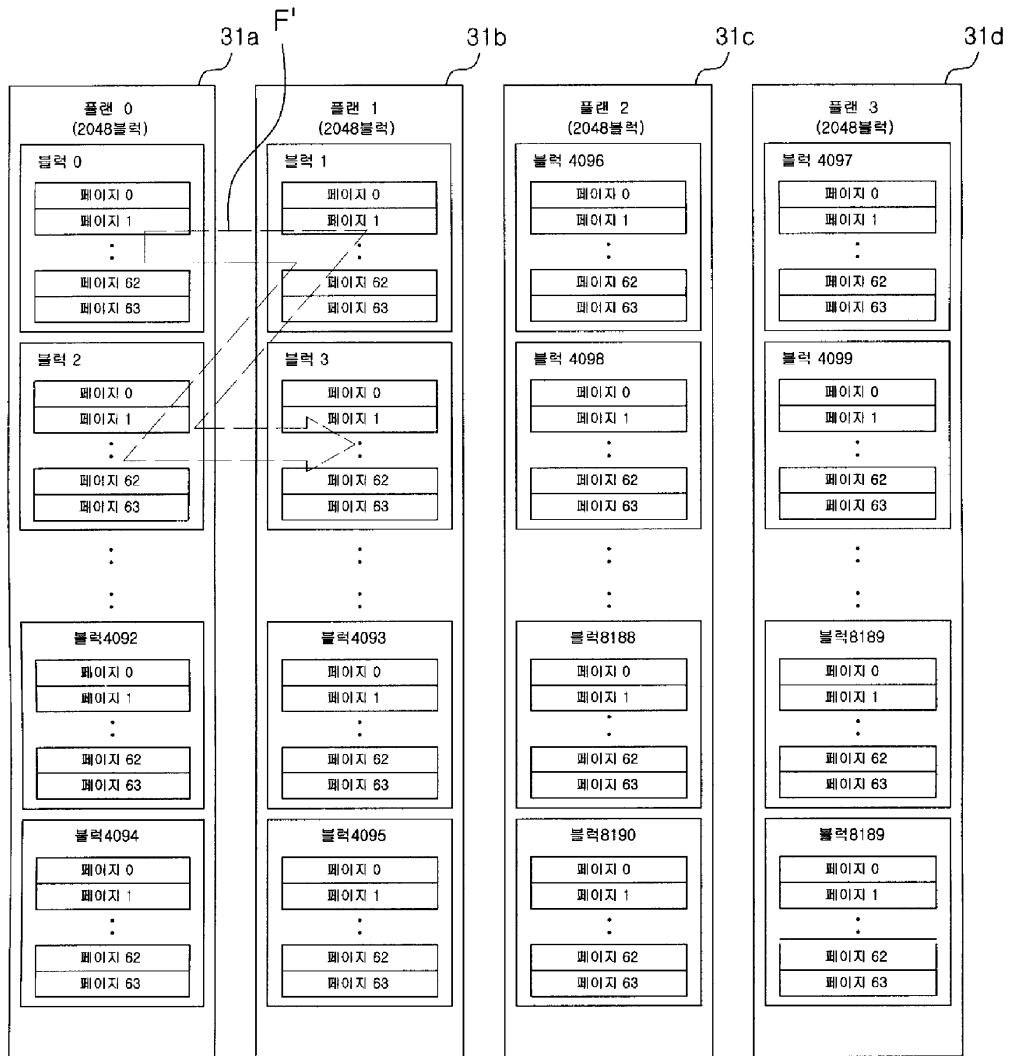 F'
31a
31b
31c
31d
플랜 0
(2048블럭)
블럭 0
페이지 0
페이지 1
페이지 62
페이지 63
블럭 2
페이지 0
페이지 1
페이지 62
페이지 63
블럭4092
페이지 0
페이지 1
페이지 62
페이지 63
블럭4094
페이지 0
페이지 1
페이지 62
페이지 63
플랜 1
(2048블럭)
블럭 1
페이지 0
페이지 1
페이지 62
페이지 63
블럭 3
페이지 0
페이지 1
페이지 62
페이지 63
블럭4093
페이지 0
페이지 1
페이지 62
페이지 63
블럭4095
페이지 0
페이지 1
페이지 62
페이지 63
플랜 2
(2048블럭)
블럭 4096
페이지 0
페이지 1
페이지 62
페이지 63
블럭 4098
페이지 0
페이지 1
페이지 62
페이지 63
블럭8188
페이지 0
페이지 1
페이지 62
페이지 63
블럭8190
페이지 0
페이지 1
페이지 62
페이지 63
플랜 3
(2048블럭)
블럭 4097
페이지 0
페이지 1
페이지 62
페이지 63
블럭 4099
페이지 0
페이지 1
페이지 62
페이지 63
블럭8189
페이지 0
페이지 1
페이지 62
페이지 63
블럭8189
페이지 0
페이지 1
페이지 62
페이지 63